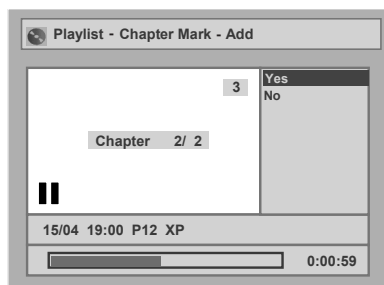 Playlist - Chapter Mark - Add
3
Yes
No
Chapter 2/ 2
15/04 19:00 P12 XP
0:00:59